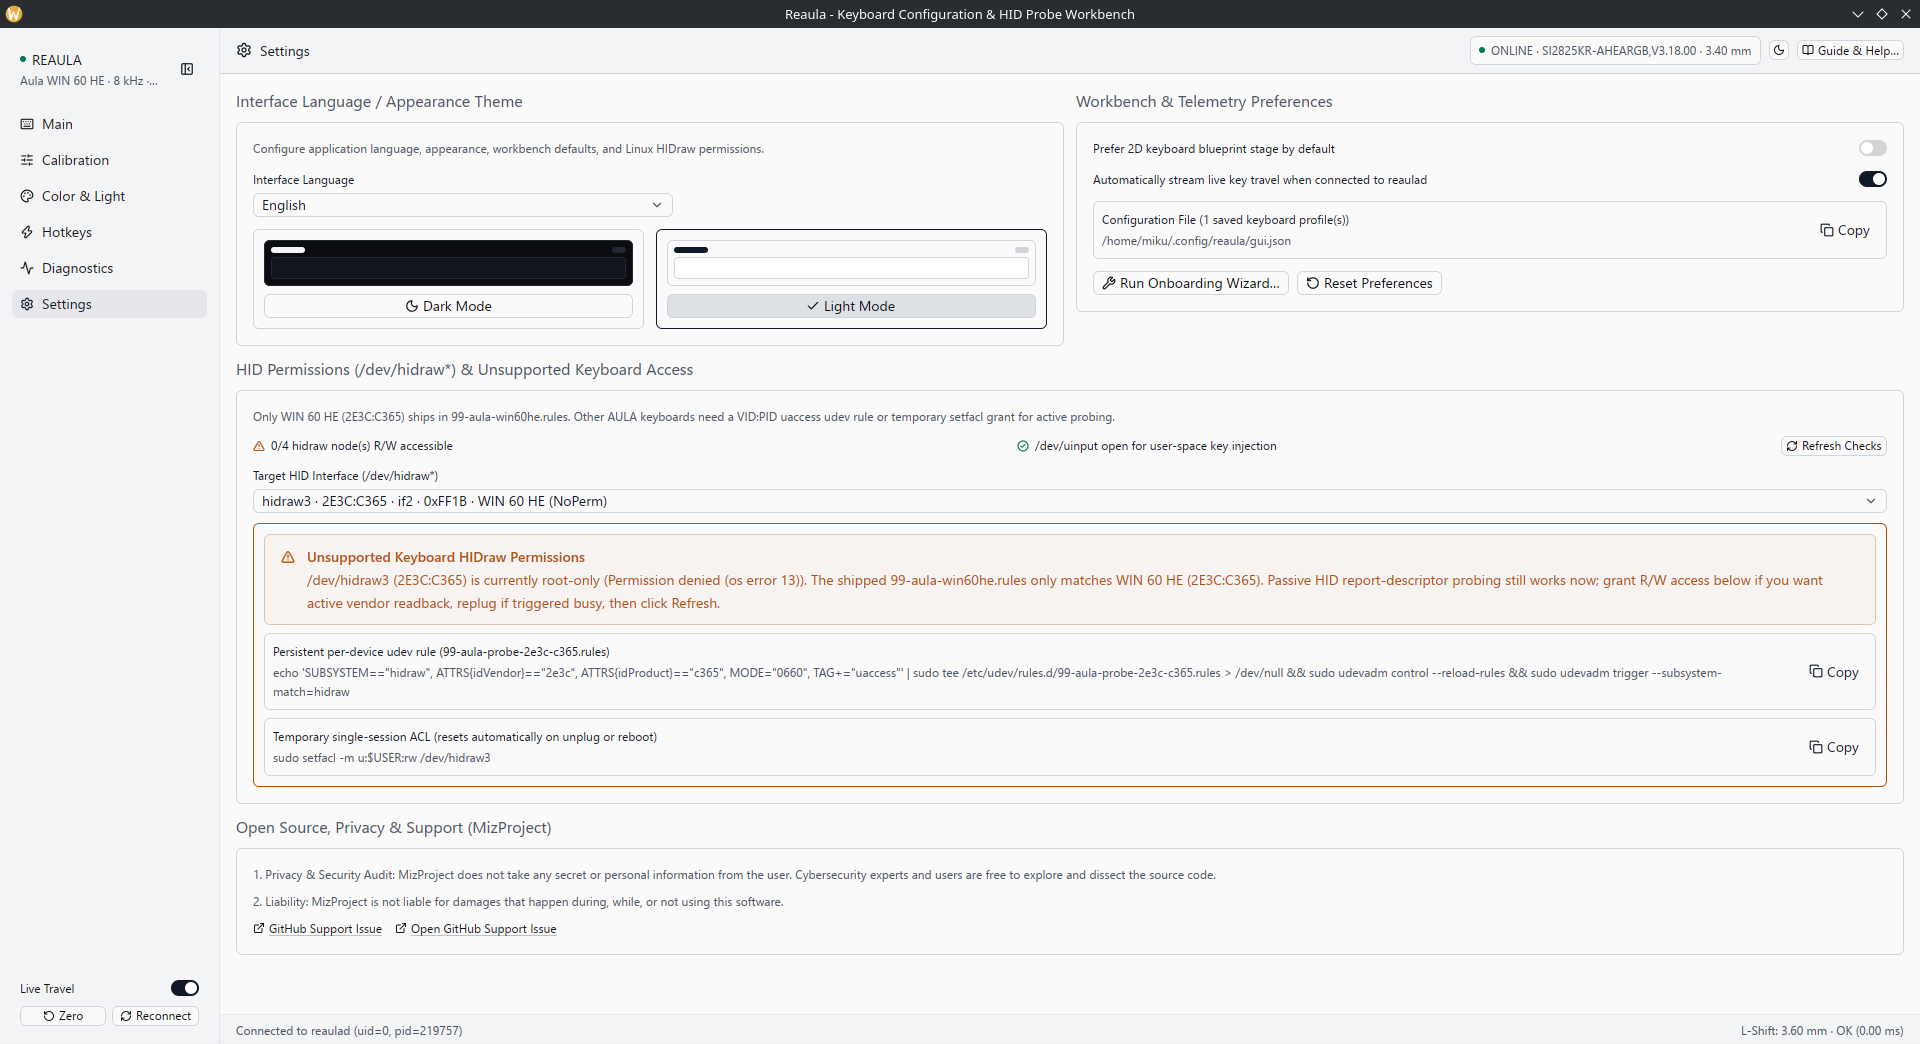 Reaula - Keyboard Configuration & HID Probe Workbench
REAULA
Aula WIN 60 HE · 8 kHz ·...
Main
Calibration
Color & Light
Hotkeys
Diagnostics
Settings
Live Travel
Zero
Reconnect
Settings
ONLINE · SI2825KR-AHEARGB,V3.18.00 · 3.40 mm
Guide & Help...
Interface Language / Appearance Theme
Configure application language, appearance, workbench defaults, and Linux HIDraw permissions.
Interface Language
English
Dark Mode
Light Mode
Workbench & Telemetry Preferences
Prefer 2D keyboard blueprint stage by default
Automatically stream live key travel when connected to reaulad
Configuration File (1 saved keyboard profile(s))
/home/miku/.config/reaula/gui.json
Copy
Run Onboarding Wizard...
Reset Preferences
HID Permissions (/dev/hidraw*) & Unsupported Keyboard Access
Only WIN 60 HE (2E3C:C365) ships in 99-aula-win60he.rules. Other AULA keyboards need a VID:PID uaccess udev rule or temporary setfacl grant for active probing.
0/4 hidraw node(s) R/W accessible
/dev/uinput open for user-space key injection
Refresh Checks
Target HID Interface (/dev/hidraw*)
hidraw3 · 2E3C:C365 · if2 · 0xFF1B · WIN 60 HE (NoPerm)
Unsupported Keyboard HIDraw Permissions
/dev/hidraw3 (2E3C:C365) is currently root-only (Permission denied (os error 13)). The shipped 99-aula-win60he.rules only matches WIN 60 HE (2E3C:C365). Passive HID report-descriptor probing still works now; grant R/W access below if you want
active vendor readback, replug if triggered busy, then click Refresh.
Persistent per-device udev rule (99-aula-probe-2e3c-c365.rules)
echo 'SUBSYSTEM=="hidraw", ATTRS{idVendor}=="2e3c", ATTRS{idProduct}=="c365", MODE="0660", TAG+="uaccess"' | sudo tee /etc/udev/rules.d/99-aula-probe-2e3c-c365.rules > /dev/null && sudo udevadm control --reload-rules && sudo udevadm trigger --subsystem-
match=hidraw
Copy
Temporary single-session ACL (resets automatically on unplug or reboot)
sudo setfacl -m u:$USER:rw /dev/hidraw3
Copy
Open Source, Privacy & Support (MizProject)
1. Privacy & Security Audit: MizProject does not take any secret or personal information from the user. Cybersecurity experts and users are free to explore and dissect the source code.
2. Liability: MizProject is not liable for damages that happen during, while, or not using this software.
GitHub Support Issue
Open GitHub Support Issue
Connected to reaulad (uid=0, pid=219757)
L-Shift: 3.60 mm · OK (0.00 ms)